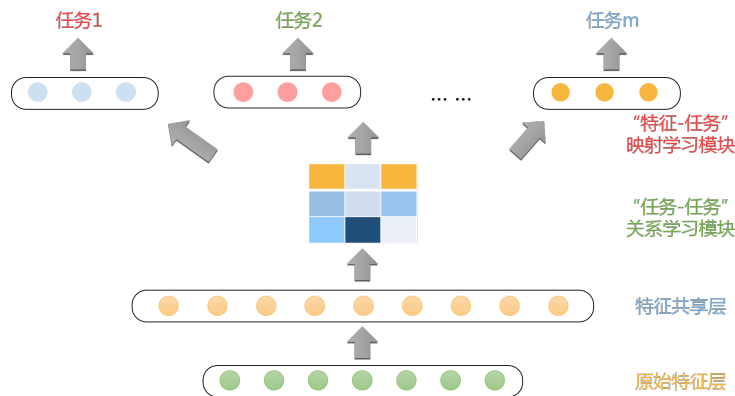 任务1
任务2
任务m
... ...
“特征-任务”
映射学习模块
“任务-任务”
关系学习模块
特征共享层
原始特征层